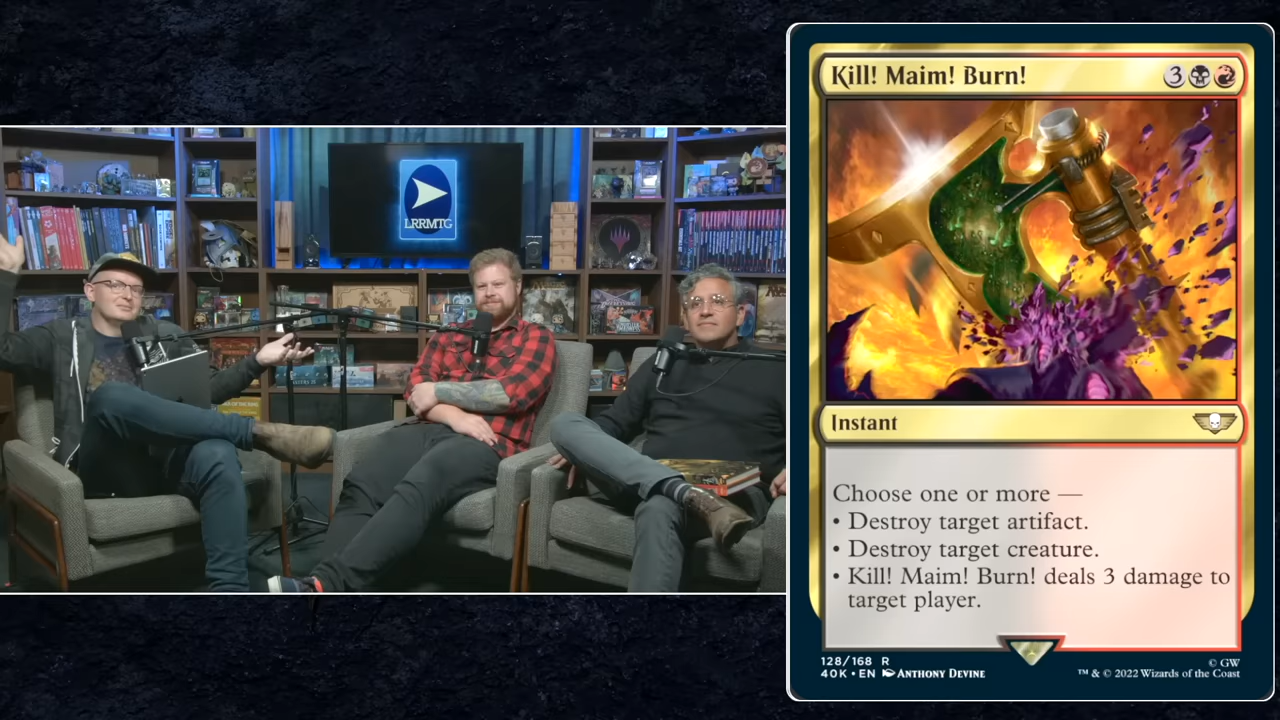 LRRMTG
Kill! Maim! Burn!
3
Instant
Choose one or more —
• Destroy target artifact.
• Destroy target creature.
• Kill! Maim! Burn! deals 3 damage to
target player.
128/168 R
40K • EN Anthony Devine
© GW
™ & © 2022 Wizards of the Coast